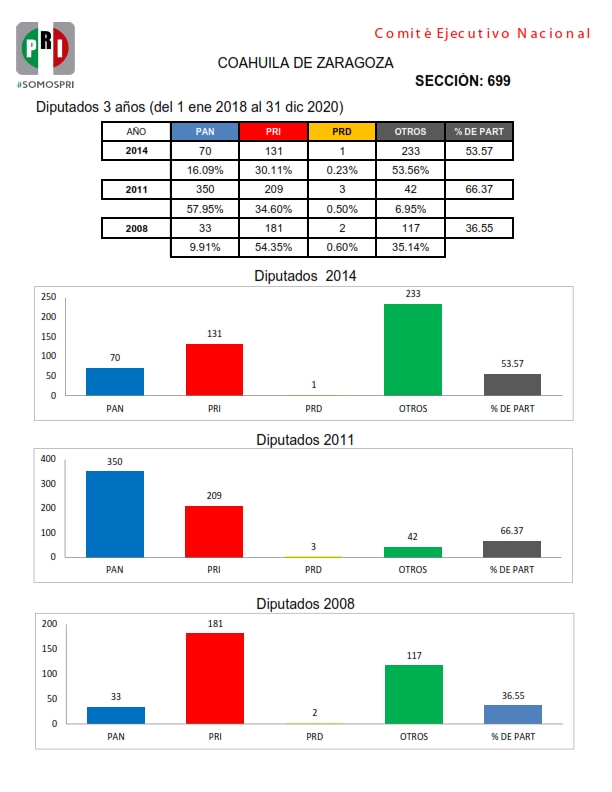 Comité Ejecutivo Nacional
PRI
#SOMOSPRI
COAHUILA DE ZARAGOZA
SECCIÓN: 699
Diputados 3 años (del 1 ene 2018 al 31 dic 2020)
AÑO PAN PRI PRD OTROS % DE PART
2014 70 131 1 233 53.57
16.09% 30.11% 0.23% 53.56%
2011 350 209 3 42 66.37
57.95% 34.60% 0.50% 6.95%
2008 33 181 2 117 36.55
9.91% 54.35% 0.60% 35.14%
Diputados 2014
250
200
150
100
50
0
70
131
1
233
53.57
PAN PRI PRD OTROS % DE PART
Diputados 2011
400
300
200
100
0
350
209
3
42
66.37
PAN PRI PRD OTROS % DE PART
Diputados 2008
200
150
100
50
0
33
181
2
117
36.55
PAN PRI PRD OTROS % DE PART